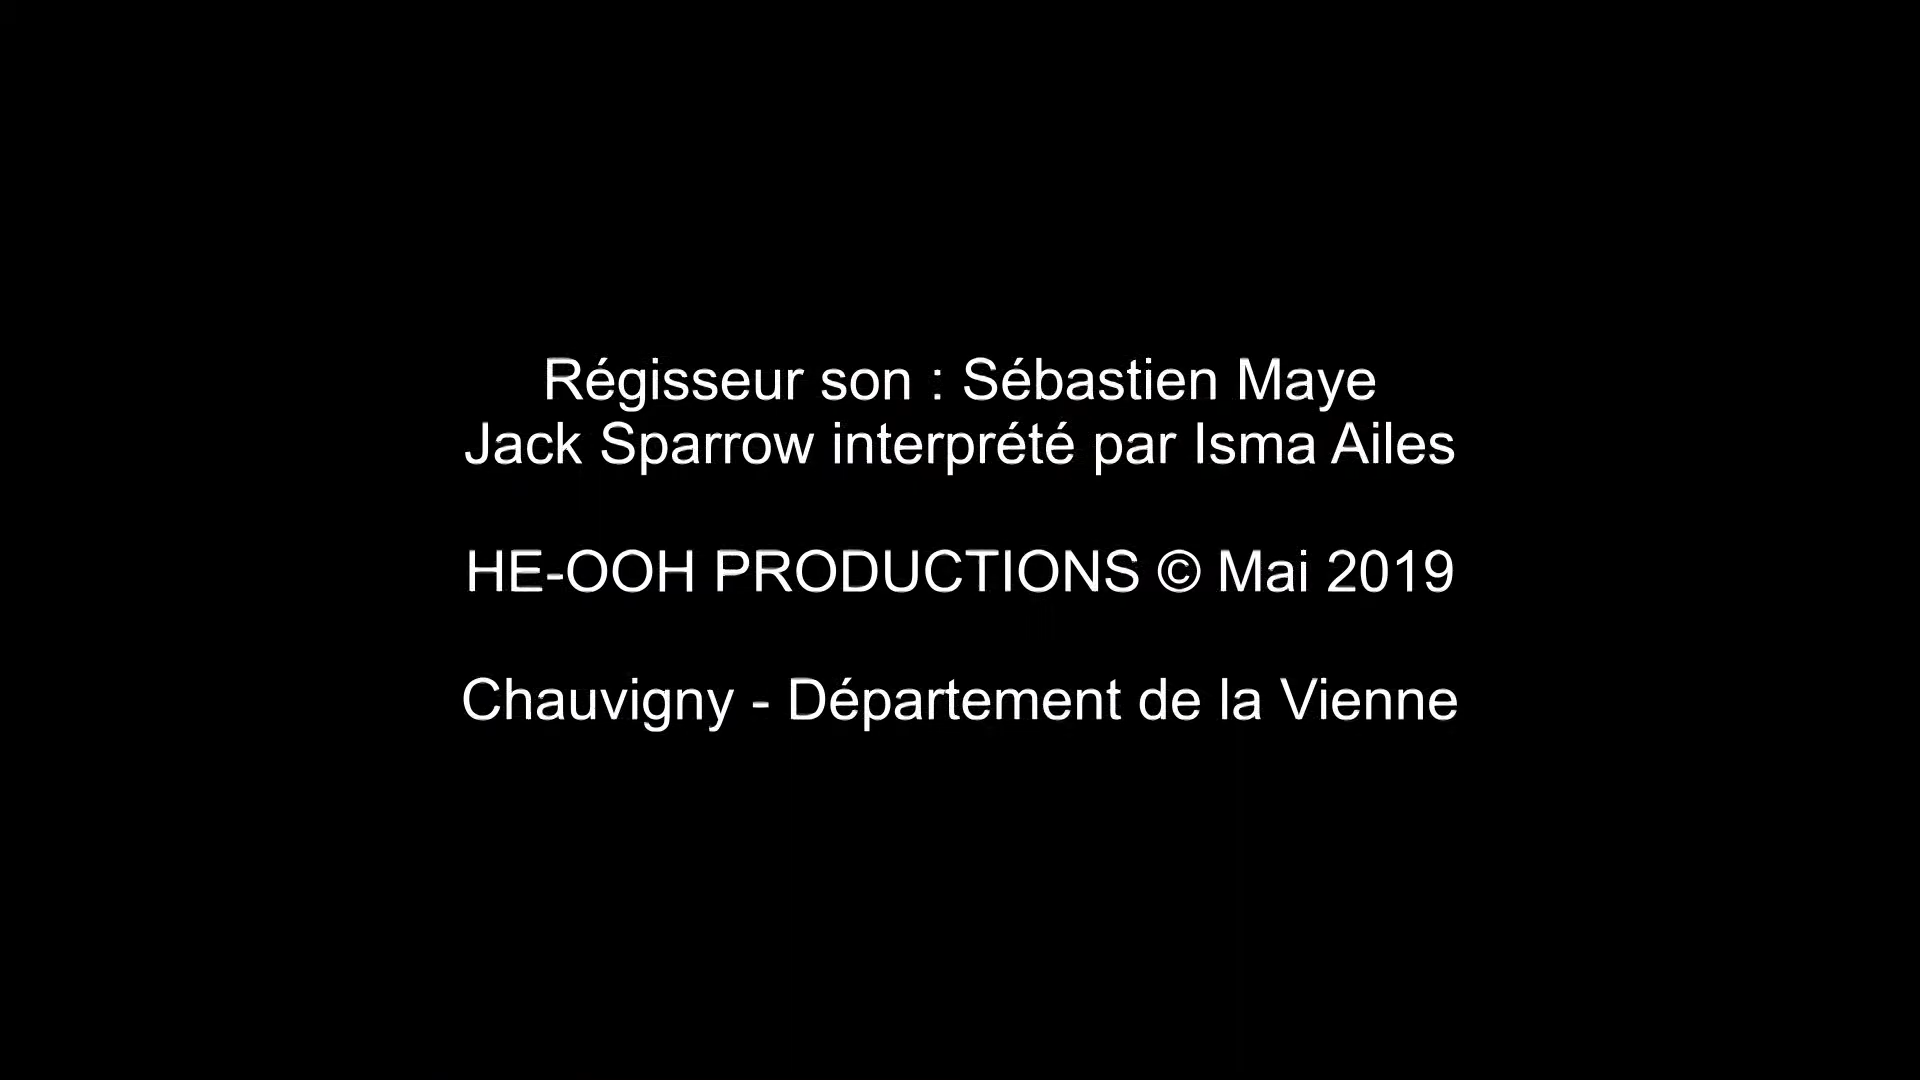 Régisseur son : Sébastien Maye
Jack Sparrow interprété par Isma Ailes
HE-OOH PRODUCTIONS © Mai 2019
Chauvigny - Département de la Vienne